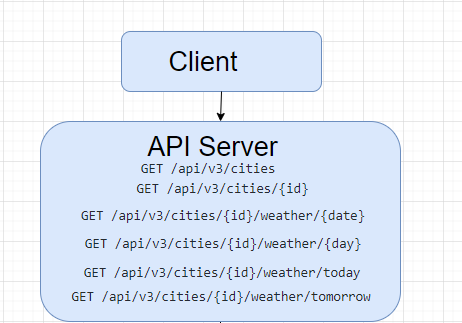 Client
API Server
GET /api/v3/cities
GET /api/v3/cities/{id}
GET /api/v3/cities/{id}/weather/{date}
GET /api/v3/cities/{id}/weather/{day}
GET /api/v3/cities/{id}/weather/today
GET /api/v3/cities/{id}/weather/tomorrow